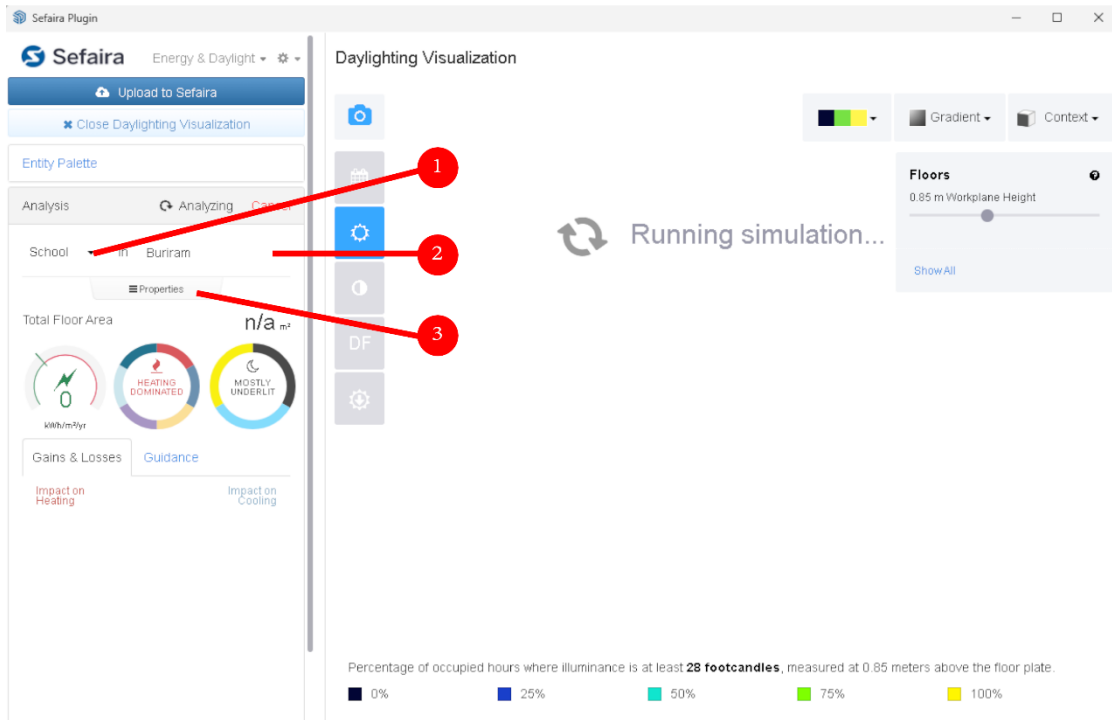 Sefaira Plugin
Sefaira Energy & Daylight
Upload to Sefaira
Close Daylighting Visualization
Entity Palette
Analysis Analyzing Cancel
School in Buriram
Properties
Total Floor Area n/a m²
0
kWh/m²/yr
HEATING
DOMINATED
MOSTLY
UNDERLIT
Gains & Losses Guidance
Impact on
Heating
Impact on
Cooling
Daylighting Visualization
Gradient Context
1
2
3
DF
Running simulation...
Floors
0.85 m Workplane Height
Show All
Percentage of occupied hours where illuminance is at least 28 footcandles, measured at 0.85 meters above the floor plate.
0% 25% 50% 75% 100%